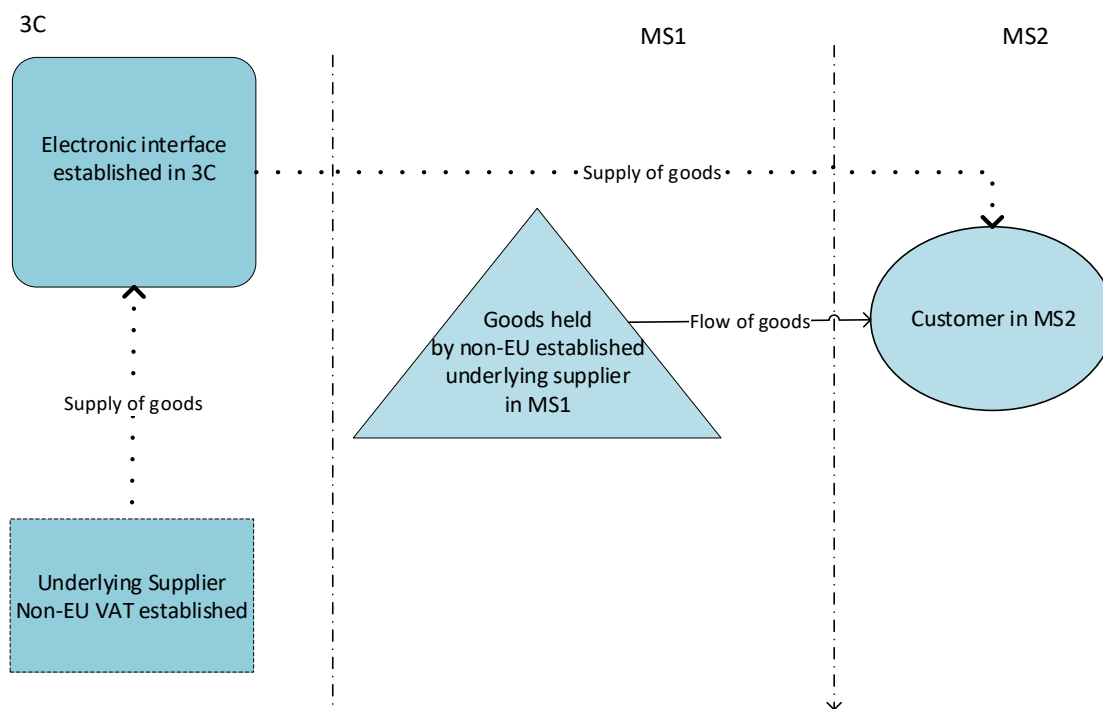 3C
MS1
MS2
Electronic interface
established in 3C
Supply of goods
Goods held
by non-EU established
underlying supplier
in MS1
Flow of goods
Customer in MS2
Supply of goods
Underlying Supplier
Non-EU VAT established